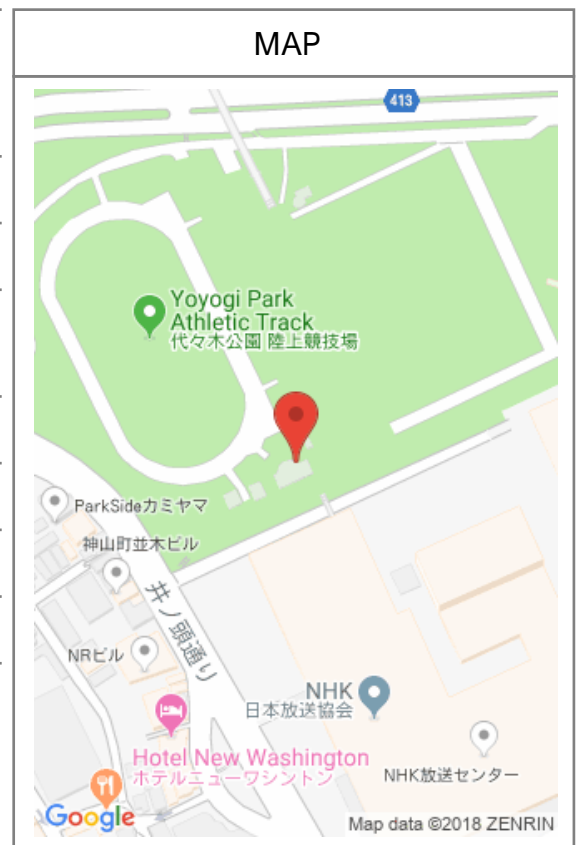 MAP
413
Yoyogi Park
Athletic Track
代々木公園 陸上競技場
ParkSideカミヤマ
神山町並木ビル
井ノ頭通り
NRビル
NHK
日本放送協会
Hotel New Washington
ホテルニューワシントン
NHK放送センター
Google
Map data ©2018 ZENRIN